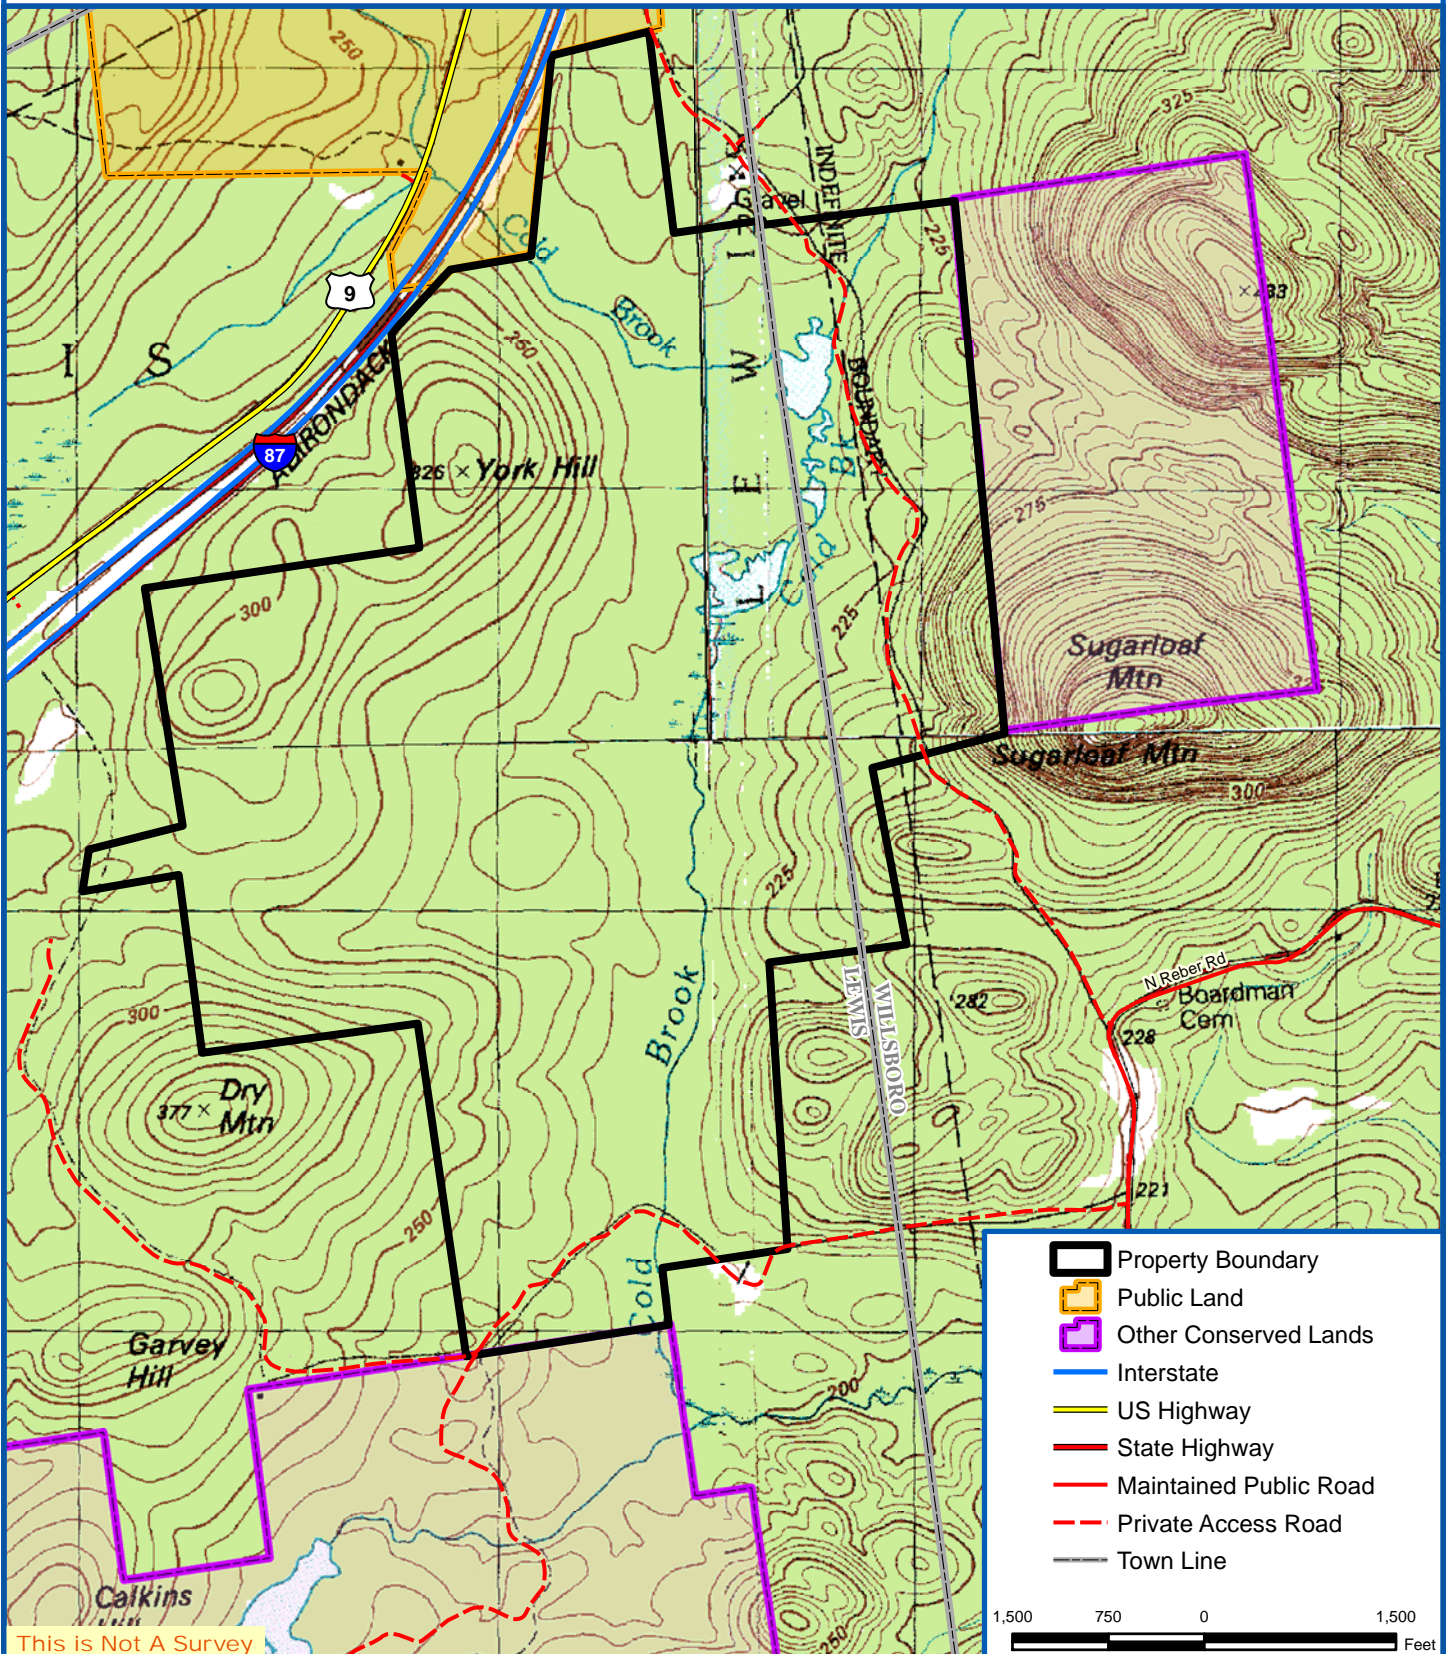 250
325
INDEFINITE
Gravel
I
225
Cold
433
9
Brook
250
I S
W
ADIRONDACK
BOUNDARY
87
326 × York Hill
Br
E
275
Cold
L
300
225
Sugarloaf
Mtn
Sugarloaf Mtn
300
225
N Reber Rd
Boardman
Cem
282
LEWIS
WILLSBORO
Brook
300
228
Dry
Mtn
377 ×
221
250
Cold
Garvey
Hill
200
Calkins
250
This is Not A Survey
Property Boundary
Public Land
Other Conserved Lands
Interstate
US Highway
State Highway
Maintained Public Road
Private Access Road
Town Line
1,500 750 0 1,500
Feet